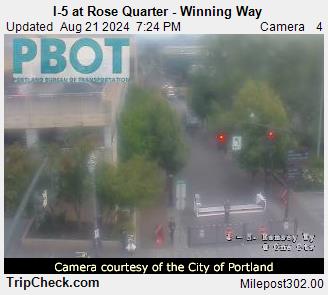 I-5 at Rose Quarter - Winning Way
Updated Aug 21 2024 7:24 PM Camera 4
PBOT
PORTLAND BUREAU OF TRANSPORTATION
Camera courtesy of the City of Portland
TripCheck.com Milepost302.00